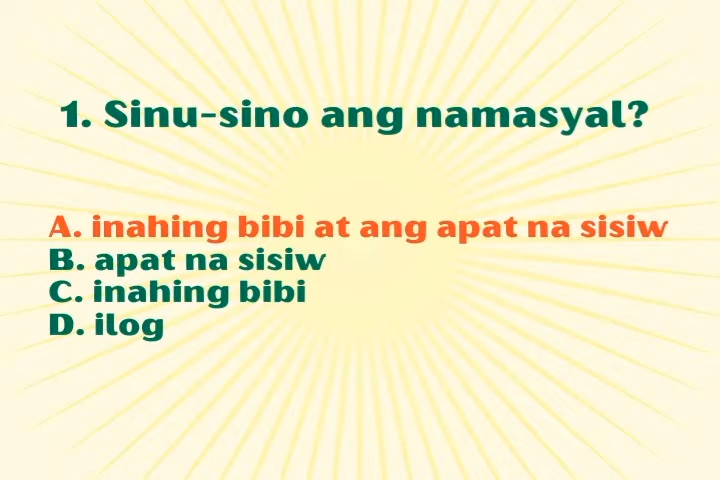 1. Sinu-sino ang namasyal?
A. inahing bibi at ang apat na sisiw
B. apat na sisiw
C. inahing bibi
D. ilog